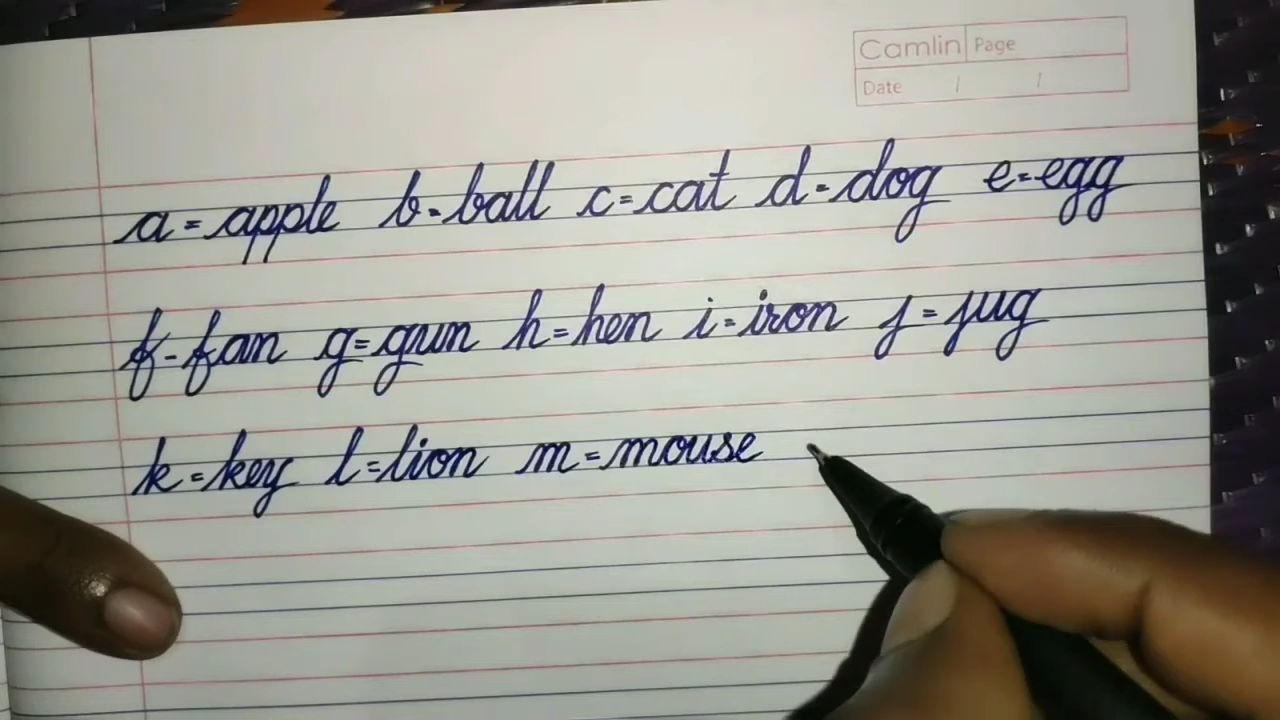 Camlin Page
Date / /
a = apple b - ball c = cat d - dog e = egg
f - fan g = gun h = hen i = iron j = jug
k = key l = lion m = mouse